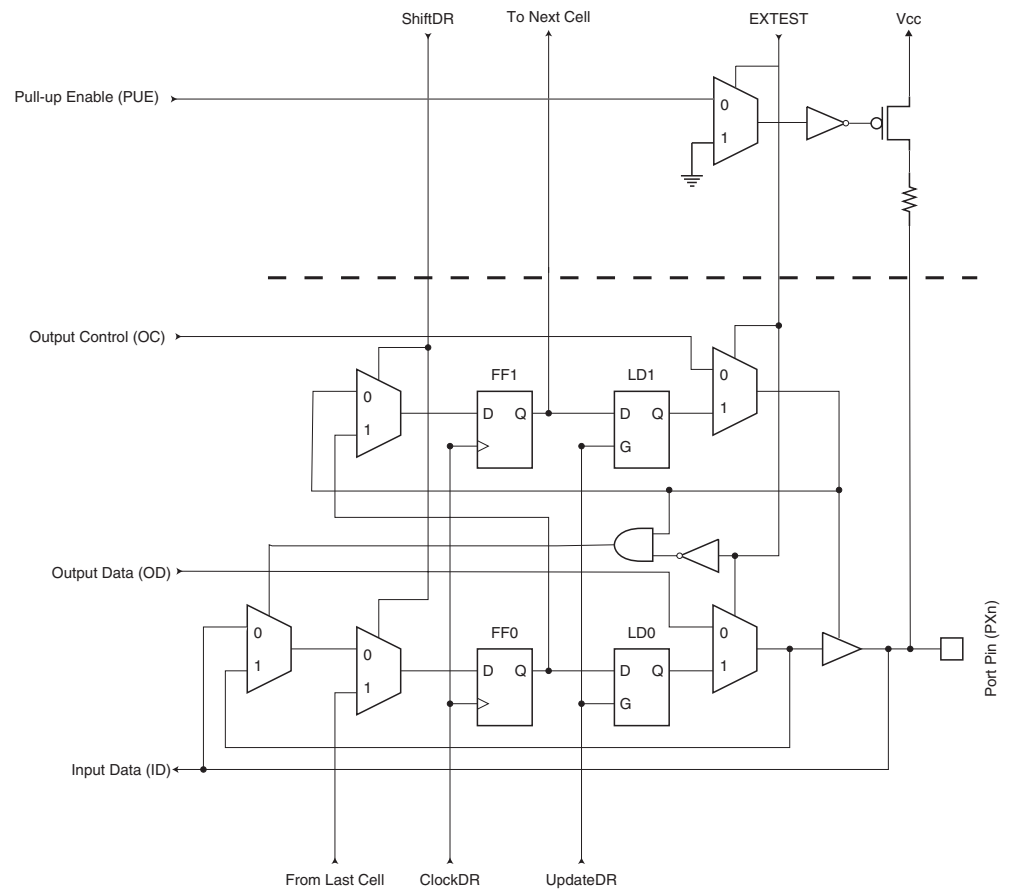 ShiftDR
To Next Cell
EXTEST
Vcc
Pull-up Enable (PUE)
0
1
Output Control (OC)
FF1
LD1
0
0
D Q
D Q
1
1
G
Output Data (OD)
FF0
LD0
0
0
0
1
D Q
D Q
1
1
G
Port Pin (PXn)
Input Data (ID)
From Last Cell
ClockDR
UpdateDR